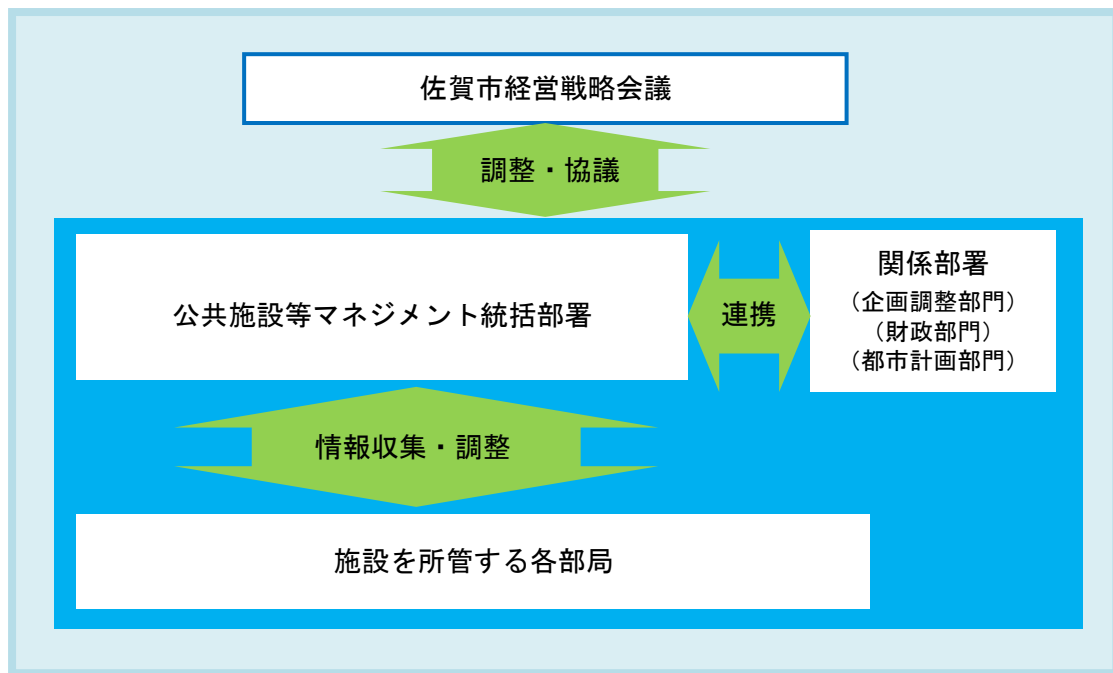 佐賀市経営戦略会議
調整・協議
公共施設等マネジメント統括部署
連携
関係部署
（企画調整部門）
（財政部門）
（都市計画部門）
情報収集・調整
施設を所管する各部局